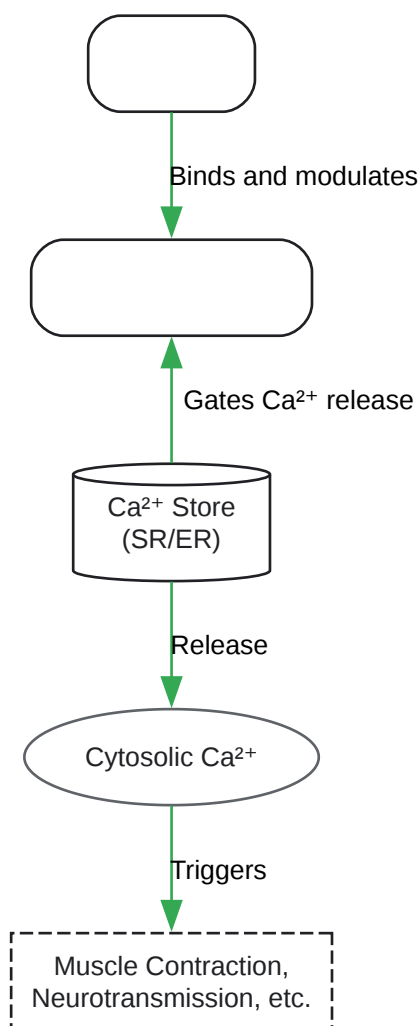 Binds and modulates
Gates Ca²⁺ release
Ca²⁺ Store
(SR/ER)
Release
Cytosolic Ca²⁺
Triggers
Muscle Contraction,
Neurotransmission, etc.